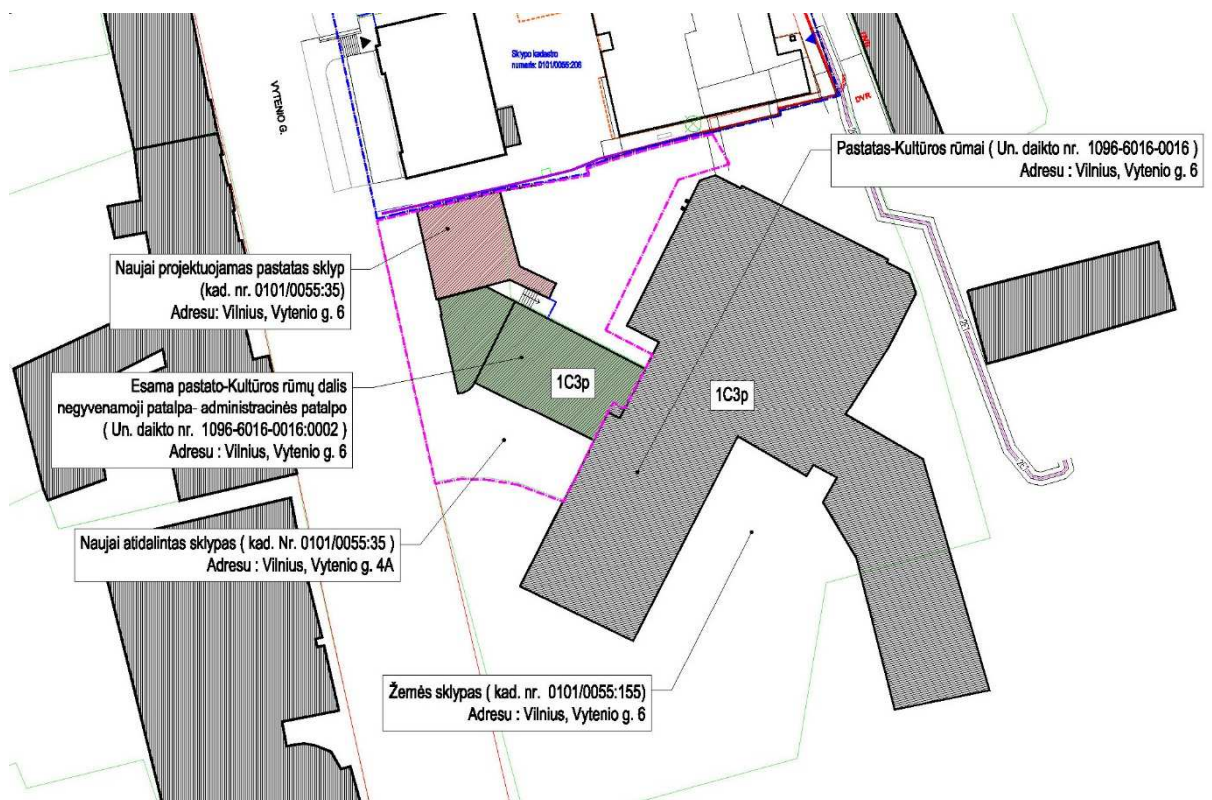 VYTENIO G.
Sklypo kadastro
numeris: 0101/0055:206
DVR
DVR
Pastatas-Kultūros rūmai ( Un. daikto nr. 1096-6016-0016 )
Adresu : Vilnius, Vytenio g. 6
Naujai projektuojamas pastatas sklyp
(kad. nr. 0101/0055:35)
Adresu: Vilnius, Vytenio g. 6
Esama pastato-Kultūros rūmų dalis
negyvenamoji patalpa- administracinės patalpo
( Un. daikto nr. 1096-6016-0016:0002 )
Adresu : Vilnius, Vytenio g. 6
1C3p
1C3p
Naujai atidalintas sklypas ( kad. Nr. 0101/0055:35 )
Adresu : Vilnius, Vytenio g. 4A
Žemės sklypas ( kad. nr. 0101/0055:155)
Adresu : Vilnius, Vytenio g. 6